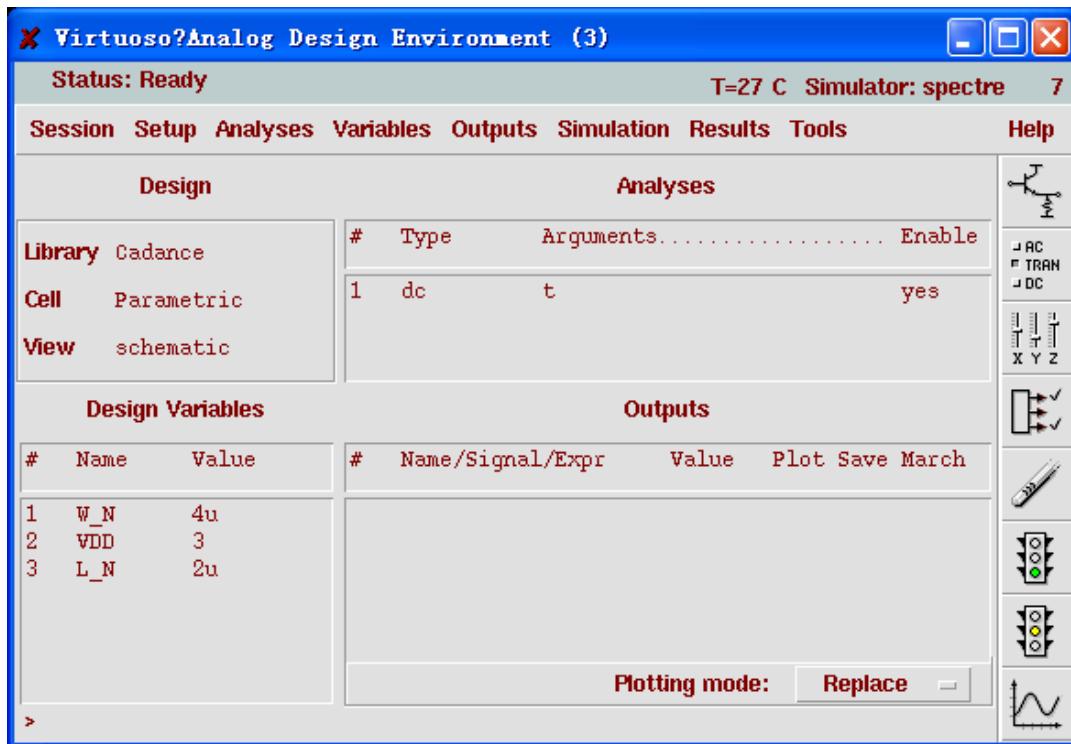 Virtuoso?Analog Design Environment (3)
Status: Ready T=27 C Simulator: spectre 7
Session Setup Analyses Variables Outputs Simulation Results Tools Help
Design
Library Cadance
Cell Parametric
View schematic
Analyses
# Type Arguments................... Enable
1 dc t yes
Design Variables
# Name Value
1 W_N 4u
2 VDD 3
3 L_N 2u
Outputs
# Name/Signal/Expr Value Plot Save March
Plotting mode: Replace
>
AC
TRAN
DC
X Y Z